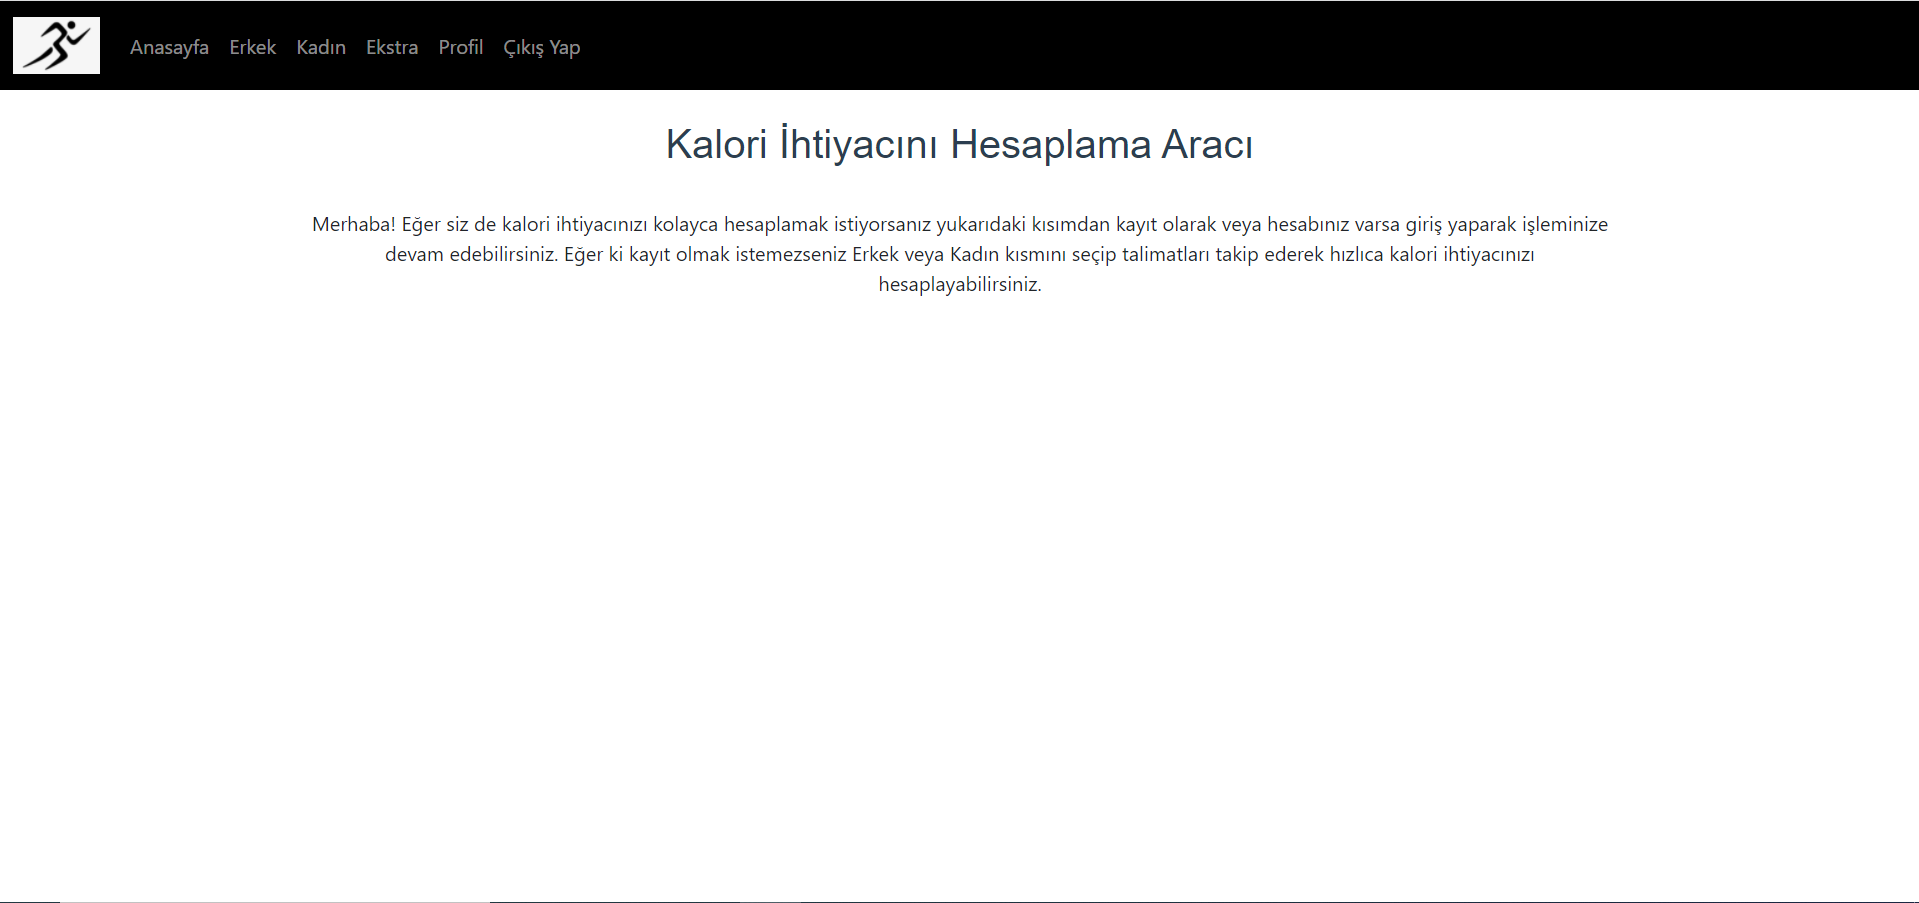 Anasayfa Erkek Kadın Ekstra Profil Çıkış Yap
Kalori İhtiyacını Hesaplama Aracı
Merhaba! Eğer siz de kalori ihtiyacınızı kolayca hesaplamak istiyorsanız yukarıdaki kısımdan kayıt olarak veya hesabınız varsa giriş yaparak işleminize
devam edebilirsiniz. Eğer ki kayıt olmak istemezseniz Erkek veya Kadın kısmını seçip talimatları takip ederek hızlıca kalori ihtiyacınızı
hesaplayabilirsiniz.